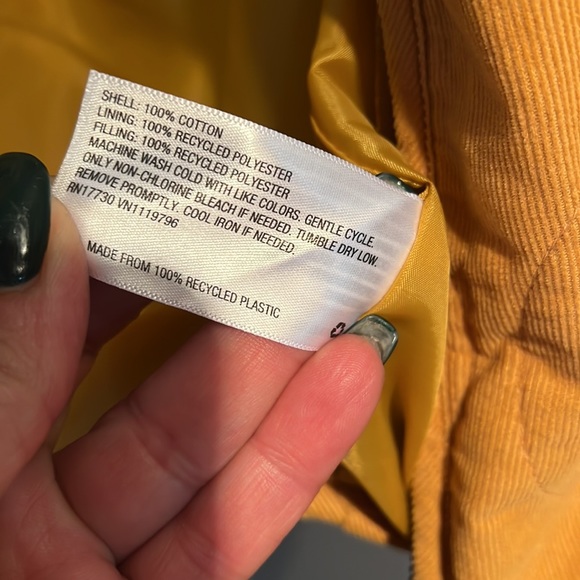 SHELL: 100% COTTON
LINING: 100% RECYCLED POLYESTER
FILLING: 100% RECYCLED POLYESTER
MACHINE WASH COLD WITH LIKE COLORS. GENTLE CYCLE.
ONLY NON-CHLORINE BLEACH IF NEEDED. TUMBLE DRY LOW.
REMOVE PROMPTLY. COOL IRON IF NEEDED.
RN17730 VN1119796
MADE FROM 100% RECYCLED PLASTIC